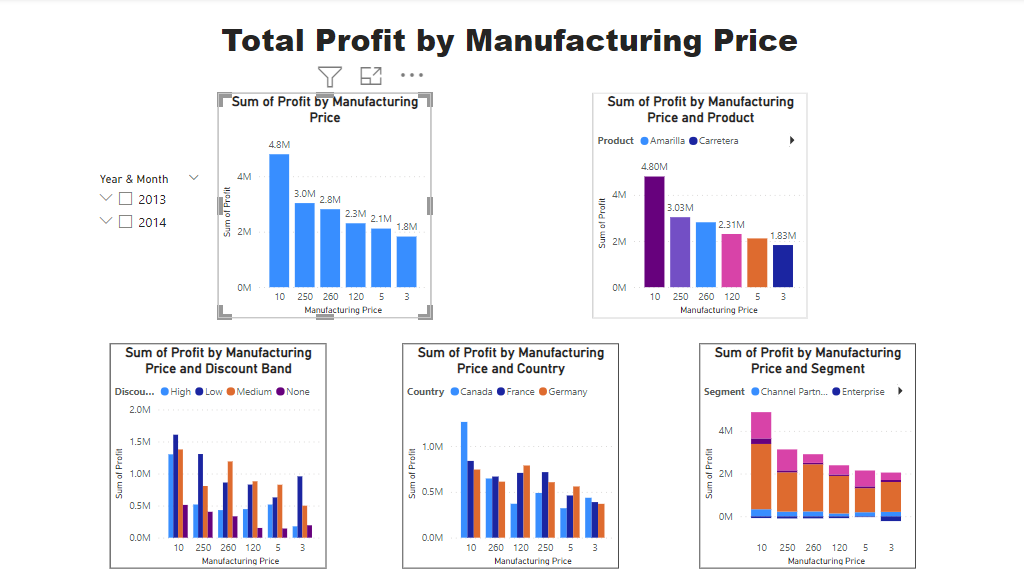 Total Profit by Manufacturing Price
Year & Month
2013
2014
Sum of Profit by Manufacturing
Price
Sum of Profit
4M
2M
0M
4.8M
3.0M
2.8M
2.3M
2.1M
1.8M
10 250 260 120 5 3
Manufacturing Price
Sum of Profit by Manufacturing
Price and Product
Product Amarilla Carretera
Sum of Profit
4M
2M
0M
4.80M
3.03M
2.31M
1.83M
10 250 260 120 5 3
Manufacturing Price
Sum of Profit by Manufacturing
Price and Discount Band
Discou... High Low Medium None
Sum of Profit
2.0M
1.5M
1.0M
0.5M
0.0M
10 250 260 120 5 3
Manufacturing Price
Sum of Profit by Manufacturing
Price and Country
Country Canada France Germany
Sum of Profit
1.0M
0.5M
0.0M
10 260 120 250 5 3
Manufacturing Price
Sum of Profit by Manufacturing
Price and Segment
Segment Channel Partn... Enterprise
Sum of Profit
4M
2M
0M
10 250 260 120 5 3
Manufacturing Price